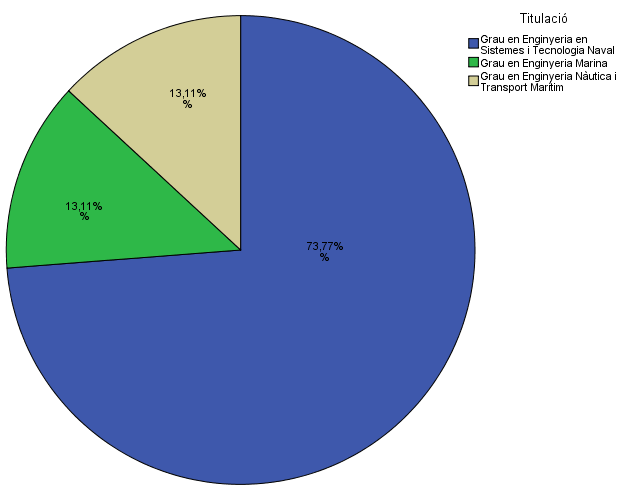 Titulació
Grau en Enginyeria en
Sistemes i Tecnologia Naval
Grau en Enginyeria Marina
Grau en Enginyeria Nàutica i
Transport Marítim
13,11%
%
13,11%
%
73,77%
%